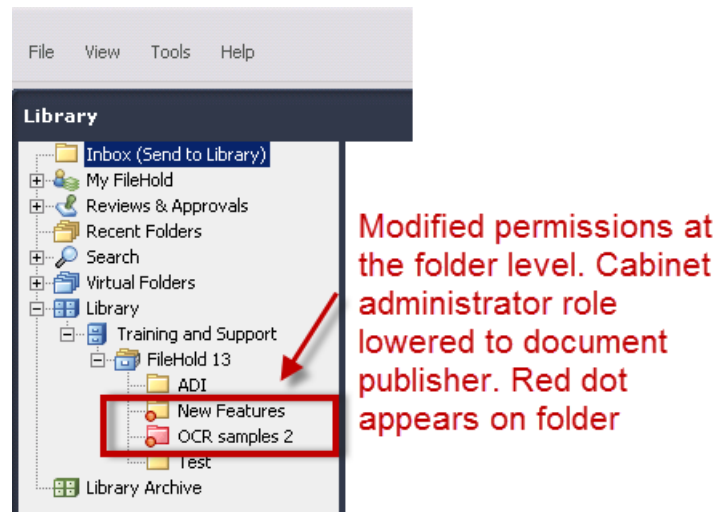 File View Tools Help
Library
Inbox (Send to Library)
My FileHold
Reviews & Approvals
Recent Folders
Search
Virtual Folders
Library
Training and Support
FileHold 13
ADI
New Features
OCR samples 2
Test
Library Archive
Modified permissions at
the folder level. Cabinet
administrator role
lowered to document
publisher. Red dot
appears on folder